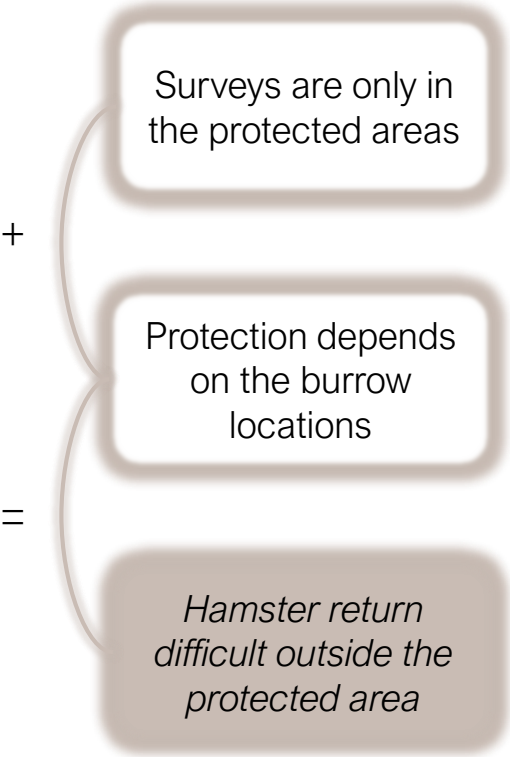 Surveys are only in
the protected areas
+
Protection depends
on the burrow
locations
=
Hamster return
difficult outside the
protected area